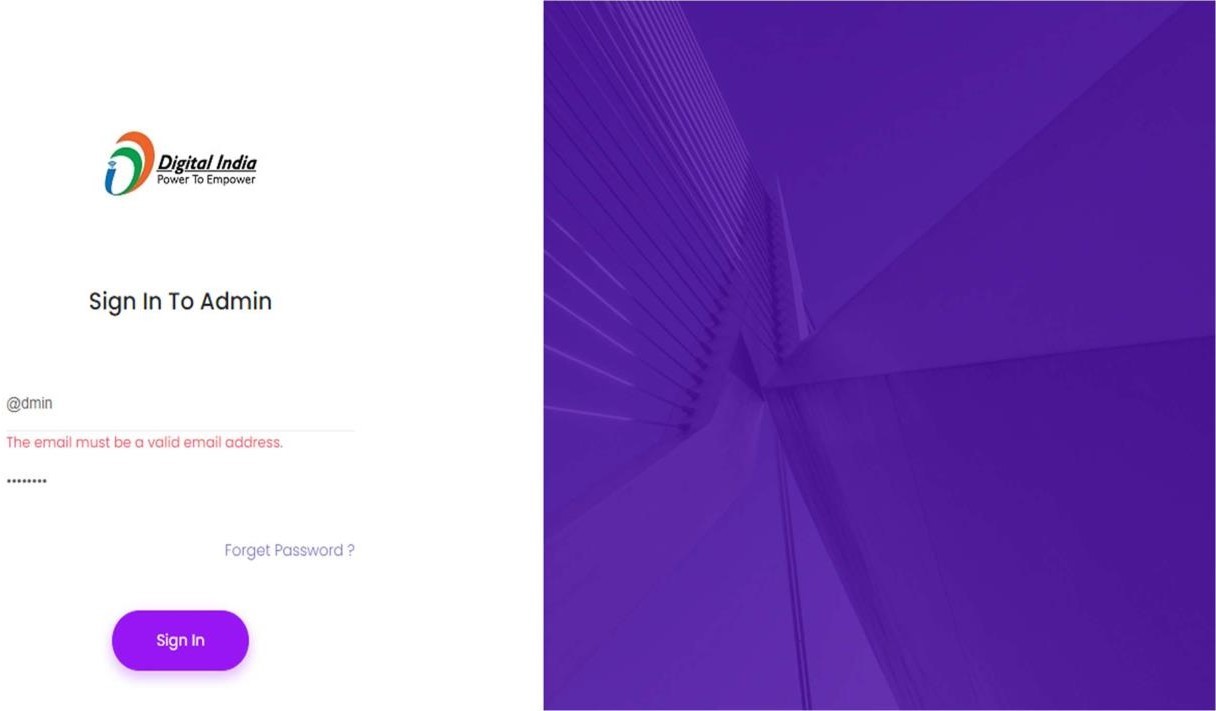 Digital India
Power To Empower
Sign In To Admin
@dmin
The email must be a valid email address.
••••••••
Forget Password ?
Sign In